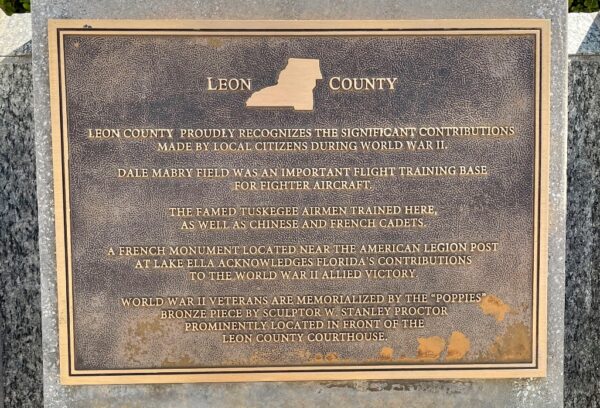 LEON COUNTY
LEON COUNTY PROUDLY RECOGNIZES THE SIGNIFICANT CONTRIBUTIONS
MADE BY LOCAL CITIZENS DURING WORLD WAR II.
DALE MABRY FIELD WAS AN IMPORTANT FLIGHT TRAINING BASE
FOR FIGHTER AIRCRAFT.
THE FAMED TUSKEGEE AIRMEN TRAINED HERE,
AS WELL AS CHINESE AND FRENCH CADETS.
A FRENCH MONUMENT LOCATED NEAR THE AMERICAN LEGION POST
AT LAKE ELLA ACKNOWLEDGES FLORIDA'S CONTRIBUTIONS
TO THE WORLD WAR II ALLIED VICTORY.
WORLD WAR II VETERANS ARE MEMORIALIZED BY THE "POPPIES"
BRONZE PIECE BY SCULPTOR W. STANLEY PROCTOR
PROMINENTLY LOCATED IN FRONT OF THE
LEON COUNTY COURTHOUSE.